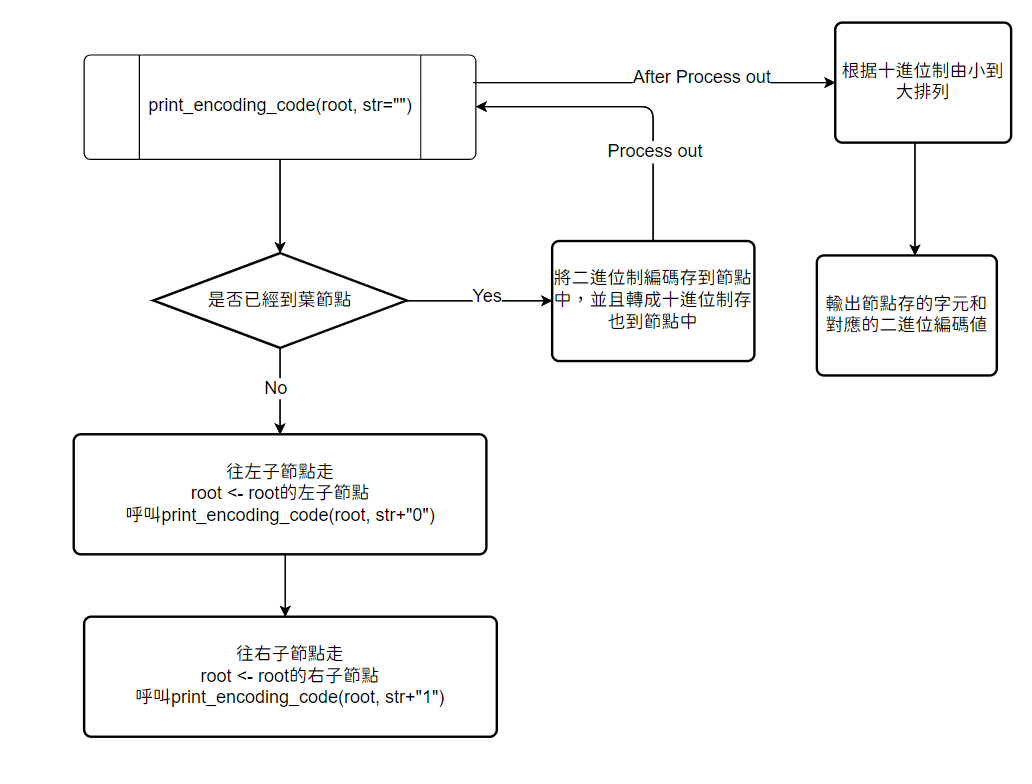 print_encoding_code(root, str="")
After Process out
根据十進位制由小到
大排列
Process out
是否已經到葉節點
Yes
將二進位制編碼存到節點
中，並且轉成十進位制存
也到節點中
輸出節點存的字元和
對應的二進位編碼値
No
往左子節點走
root <- root的左子節點
呼叫print_encoding_code(root, str+"0")
往右子節點走
root <- root的右子節點
呼叫print_encoding_code(root, str+"1")